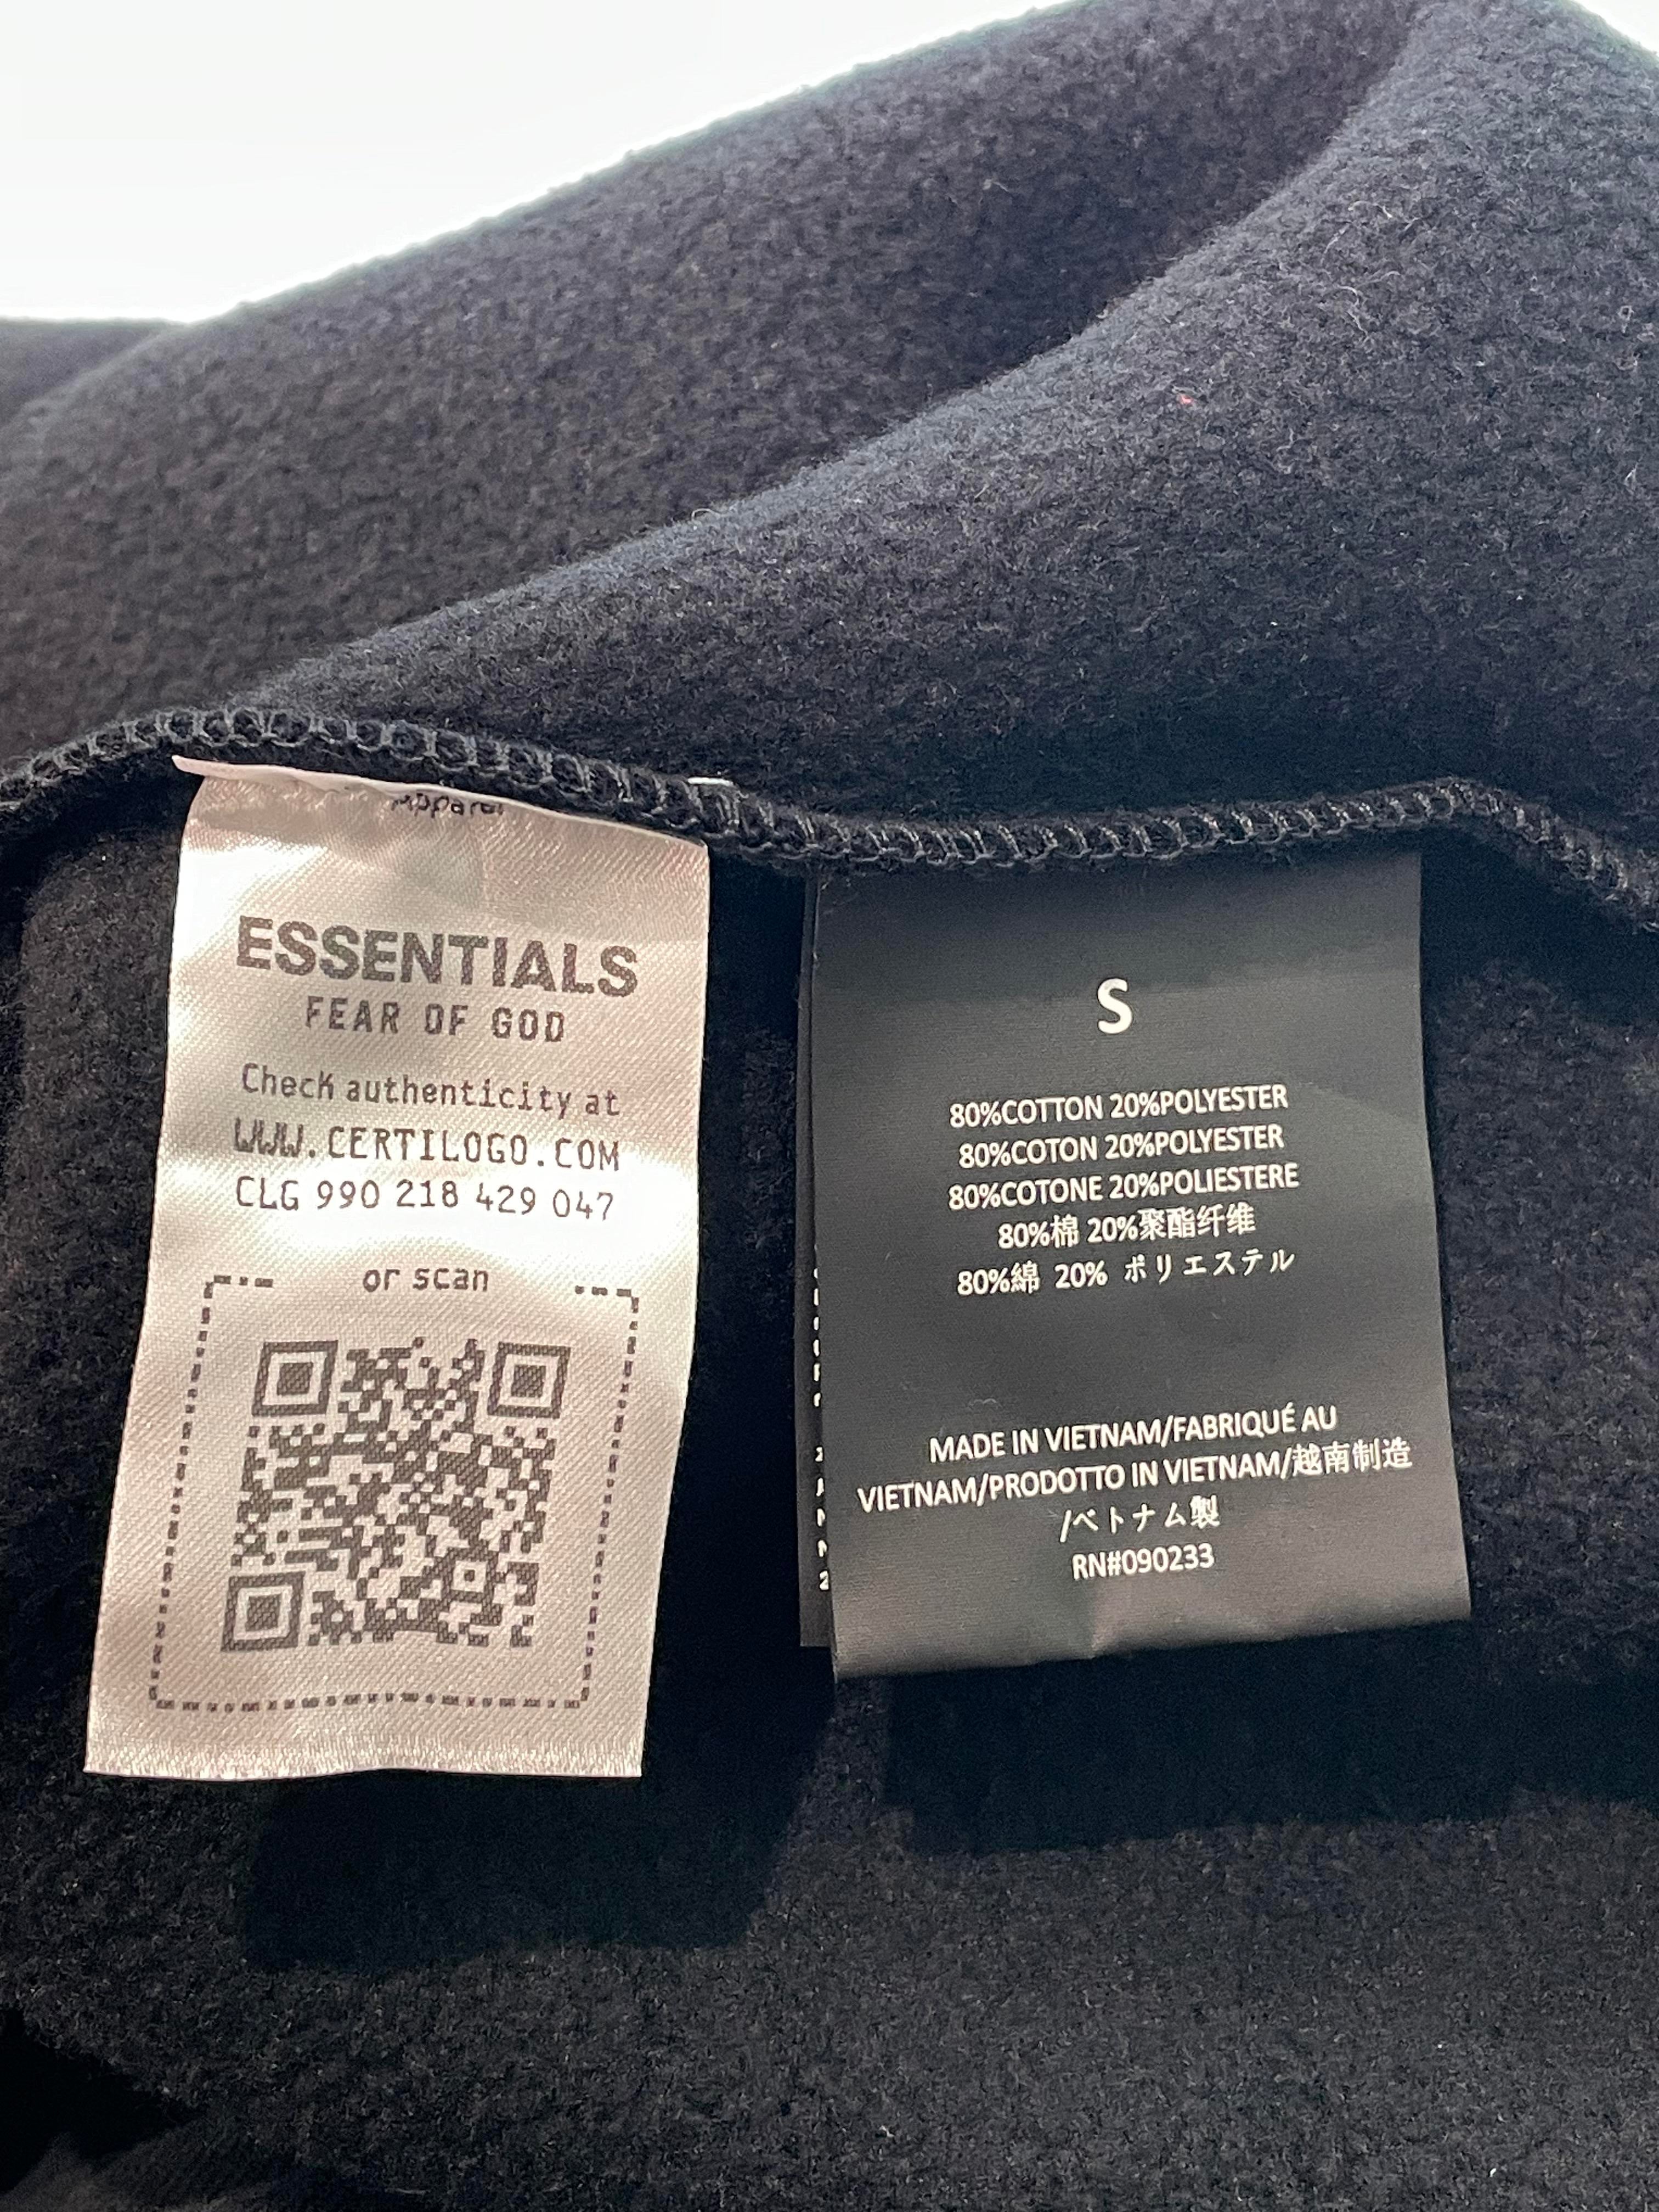 Apparel
ESSENTIALS
FEAR OF GOD
Check authenticity at
WWW.CERTILOGO.COM
CLG 990 218 429 047
or scan
S
80%COTTON 20%POLYESTER
80%COTON 20%POLYESTER
80%COTONE 20%POLIESTERE
80%棉 20%聚酯纤维
80%綿 20% ポリエステル
MADE IN VIETNAM/FABRIQUÉ AU
VIETNAM/PRODOTTO IN VIETNAM/越南制造
/ベトナム製
RN#090233